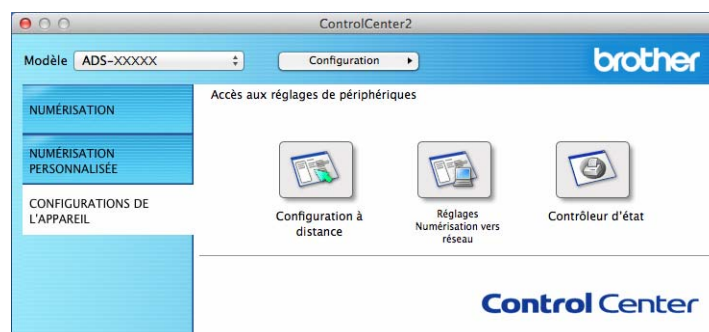 ControlCenter2
Modèle ADS-XXXXX Configuration brother
NUMÉRISATION
NUMÉRISATION
PERSONNALISÉE
CONFIGURATIONS DE
L'APPAREIL
Accès aux réglages de périphériques
Configuration à
distance
Réglages
Numérisation vers
réseau
Contrôleur d'état
Control Center